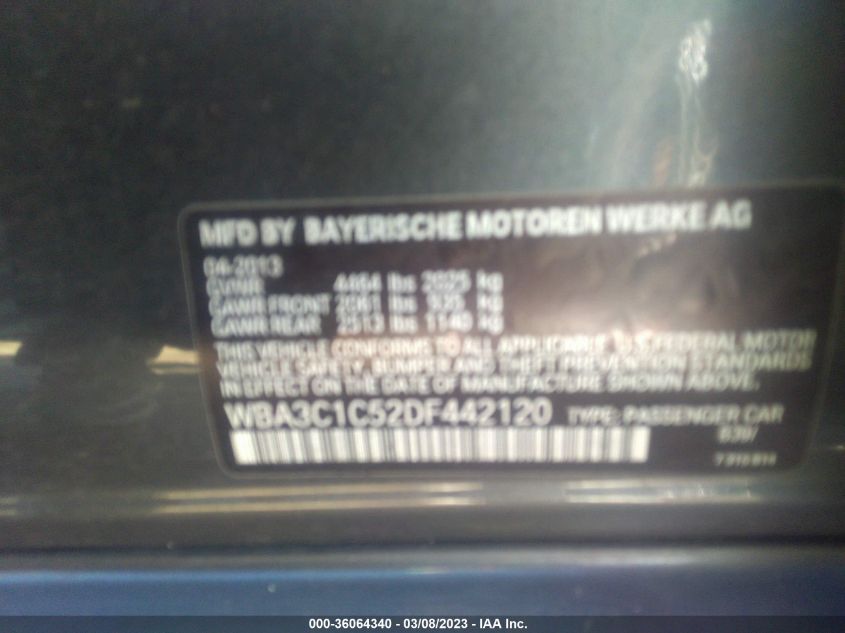 MFD BY BAYERISCHE MOTOREN WERKE AG
04-2013
GVWR 4464 lbs 2025 kg
GAWR FRONT 2061 lbs 935 kg
GAWR REAR 2513 lbs 1140 kg
THIS VEHICLE CONFORMS TO ALL APPLICABLE U.S. FEDERAL MOTOR
VEHICLE SAFETY, BUMPER, AND THEFT PREVENTION STANDARDS
IN EFFECT ON THE DATE OF MANUFACTURE SHOWN ABOVE.
WBA3C1C52DF442120 TYPE: PASSENGER CAR
000-36064340 - 03/08/2023 - IAA Inc.